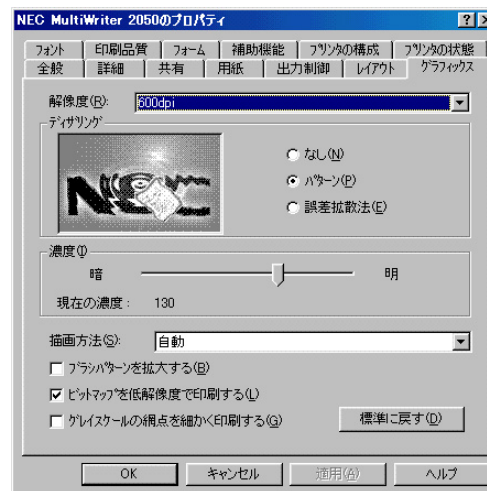 NEC MultiWriter 2050のプロパティ
フォント 印刷品質 フォーム 補助機能 プリンタの構成 プリンタの状態
全般 詳細 共有 用紙 出力制御 レイアウト グラフィックス
解像度(R): 600dpi
ディザリング
NEC
なし(N)
パターン(P)
誤差拡散法(E)
濃度(I)
暗 明
現在の濃度: 130
描画方法(S): 自動
ブラシパターンを拡大する(B)
ビットマップを低解像度で印刷する(L)
グレイスケールの網点を細かく印刷する(G)
標準に戻す(D)
OK キャンセル 適用(A) ヘルプ